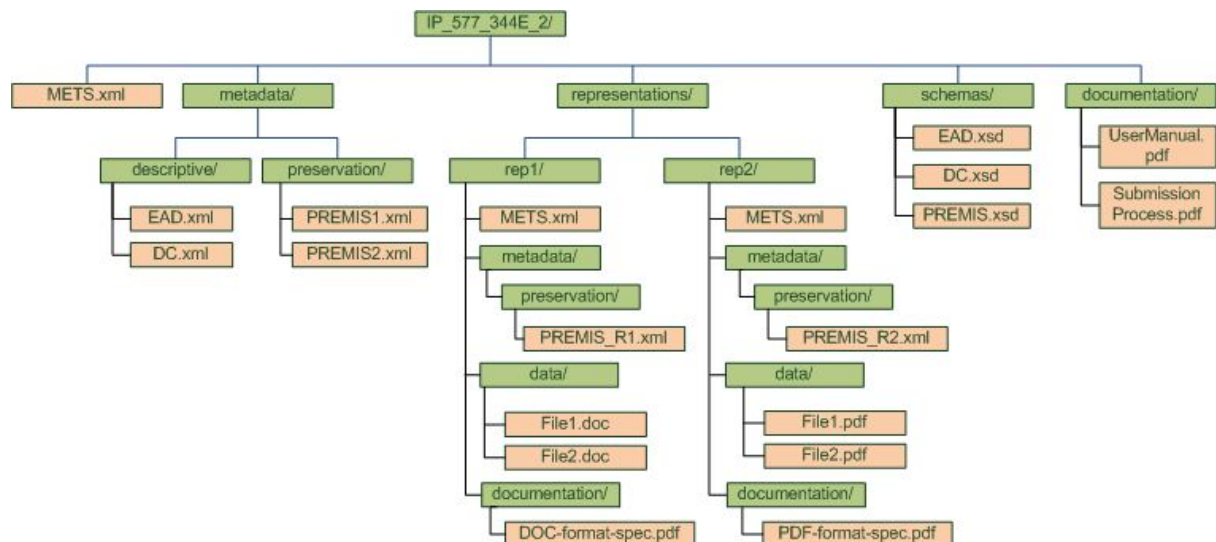 IP_577_344E_2/
METS.xml
metadata/
representations/
schemas/
documentation/
descriptive/
EAD.xml
DC.xml
preservation/
PREMIS1.xml
PREMIS2.xml
rep1/
METS.xml
metadata/
preservation/
PREMIS_R1.xml
data/
File1.doc
File2.doc
documentation/
DOC-format-spec.pdf
rep2/
METS.xml
metadata/
preservation/
PREMIS_R2.xml
data/
File1.pdf
File2.pdf
documentation/
PDF-format-spec.pdf
EAD.xsd
DC.xsd
PREMIS.xsd
UserManual.
pdf
Submission
Process.pdf